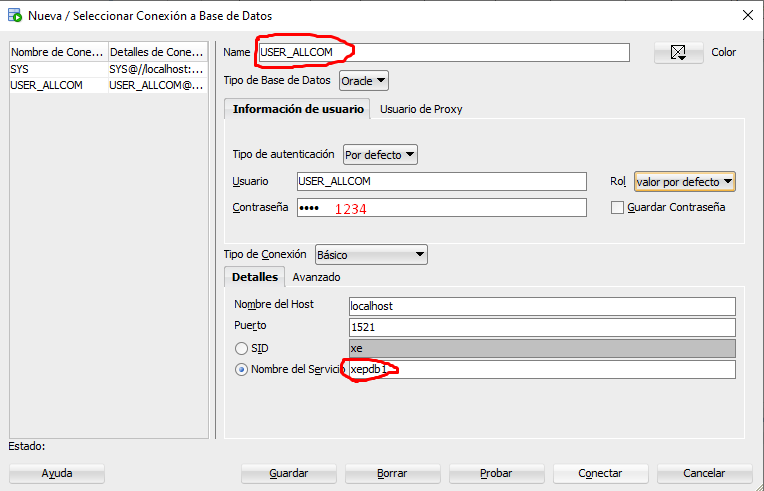 Nueva / Seleccionar Conexión a Base de Datos
Nombre de Cone... Detalles de Cone...
SYS SYS@//localhost:...
USER_ALLCOM USER_ALLCOM@...
Name USER_ALLCOM Color
Tipo de Base de Datos Oracle
Información de usuario Usuario de Proxy
Tipo de autenticación Por defecto
Usuario USER_ALLCOM Rol valor por defecto
Contraseña •••• 1234 Guardar Contraseña
Tipo de Conexión Básico
Detalles Avanzado
Nombre del Host localhost
Puerto 1521
SID xe
Nombre del Servicio xepdb1
Estado:
Ayuda Guardar Borrar Probar Conectar Cancelar